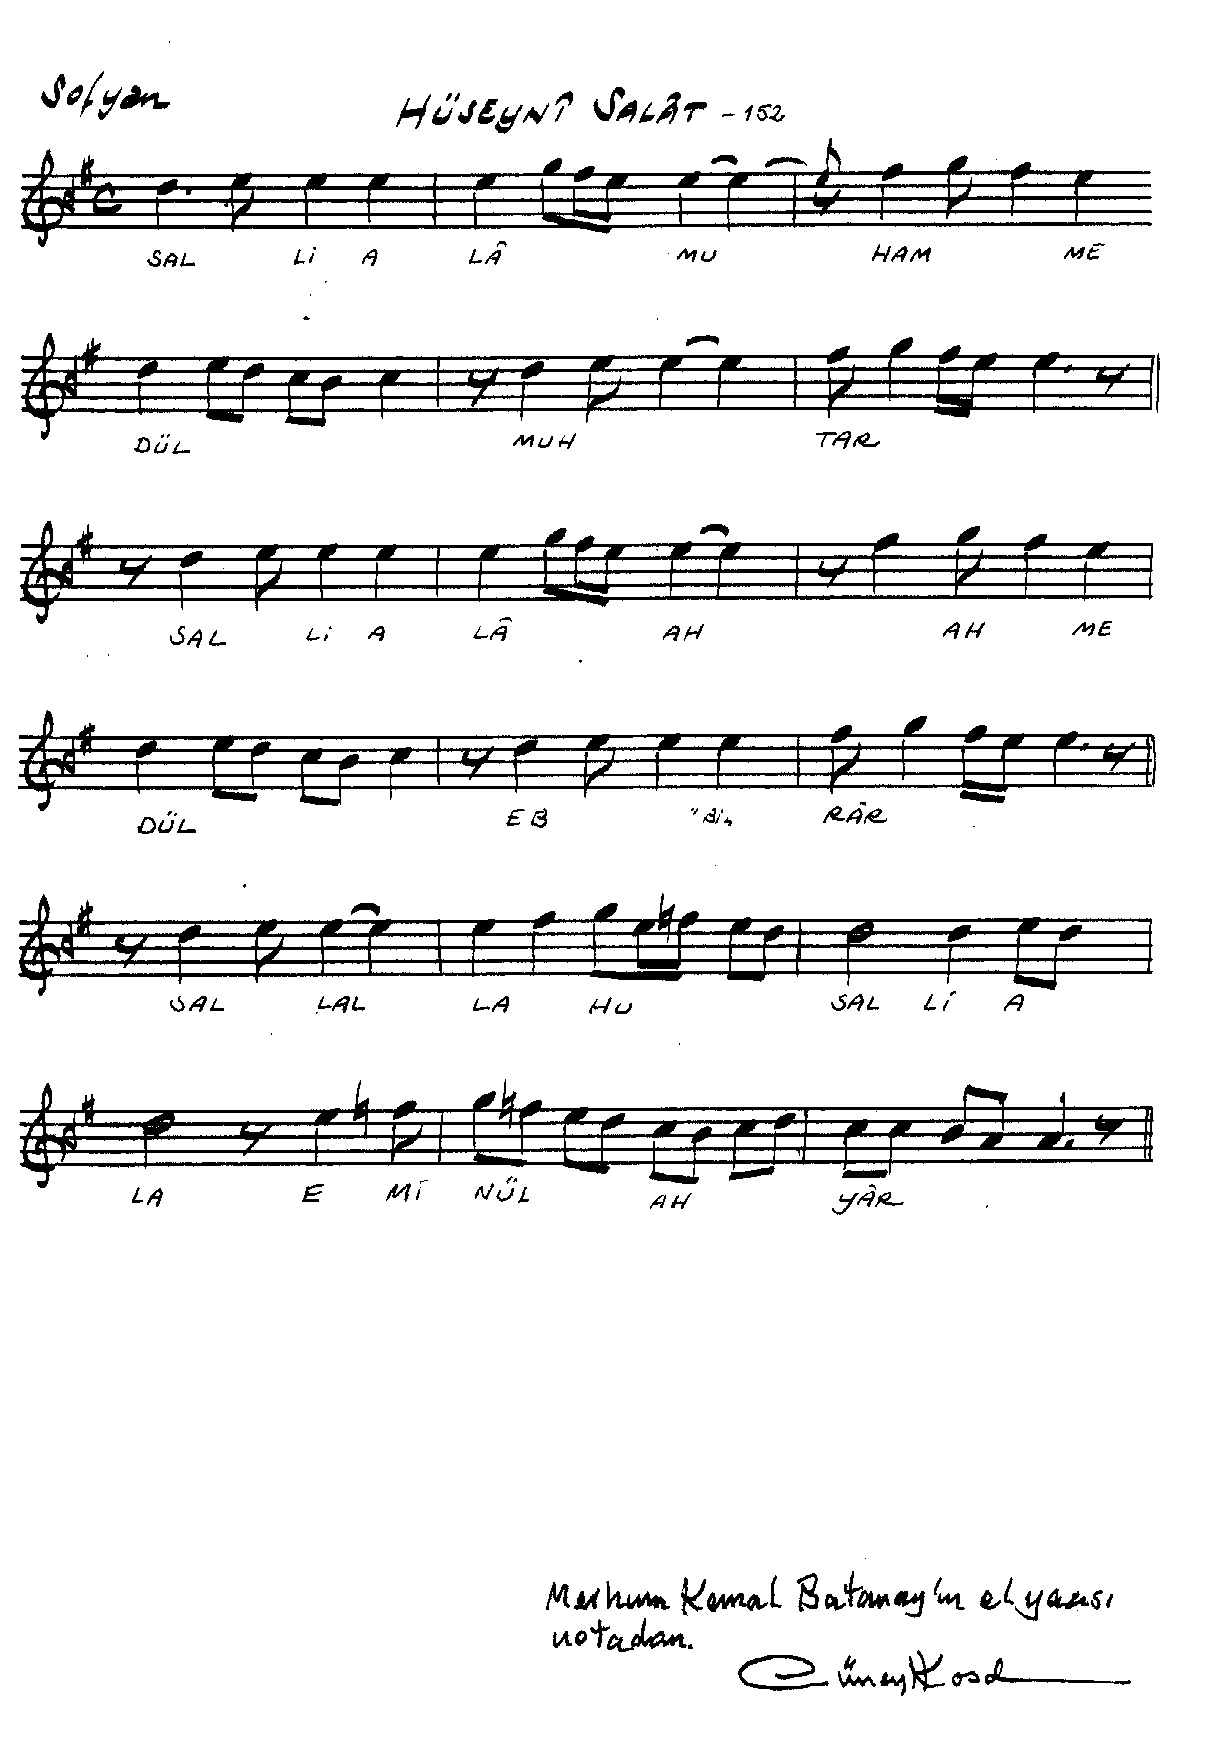 Sofyan
HÜSEYNÎ SALÂT - 152
SAL Lİ A LÂ MU HAM ME
DÜL MUH TAR
SAL Lİ A LÂ AH AH ME
DÜL EB Bİ RÂR
SAL LAL LA HU SAL Lİ A
LA E Mİ NÜL AH YÂR
Merhum Kemal Batanay'ın el yazısı
notadan.
Cüneyt Kosal